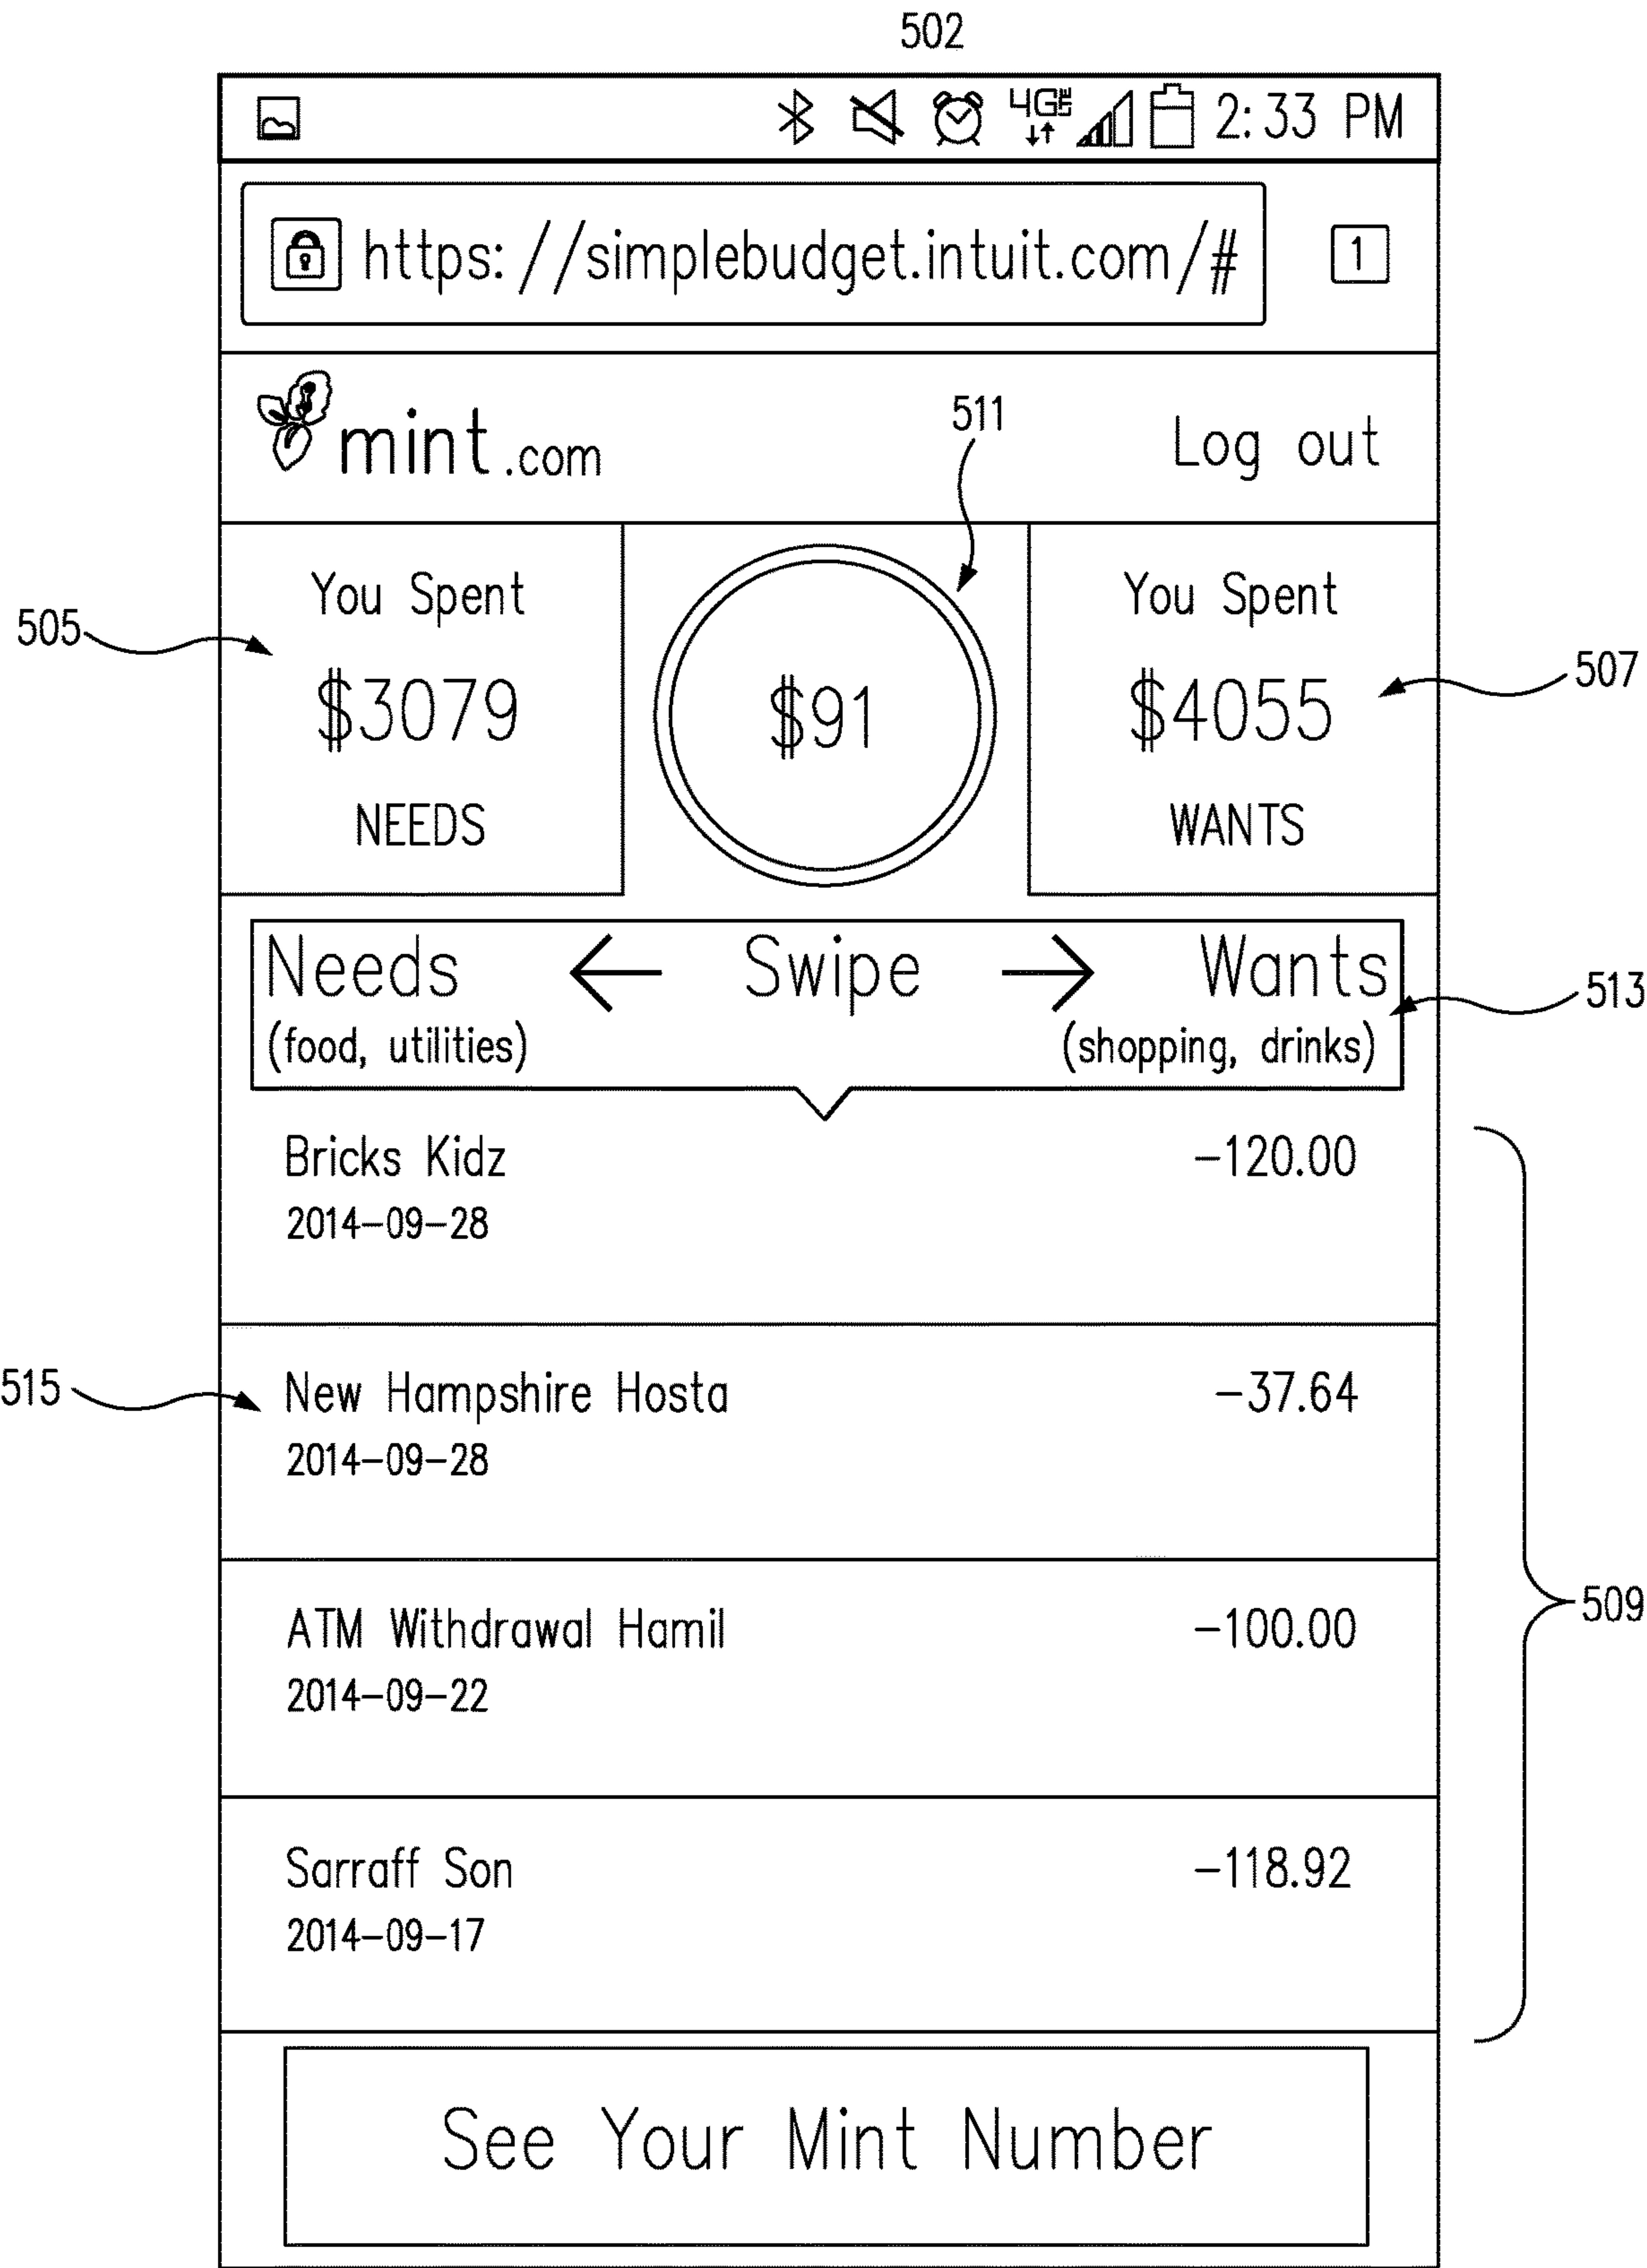 502
4G LTE 2:33 PM
https://simplebudget.intuit.com/# 1
mint.com Log out
511
You Spent You Spent
505
507
$3079 $91 $4055
NEEDS WANTS
Needs ← Swipe → Wants
513
(food, utilities) (shopping, drinks)
Bricks Kidz -120.00
2014-09-28
515 New Hampshire Hosta -37.64
2014-09-28
509
ATM Withdrawal Hamil -100.00
2014-09-22
Sarraff Son -118.92
2014-09-17
See Your Mint Number